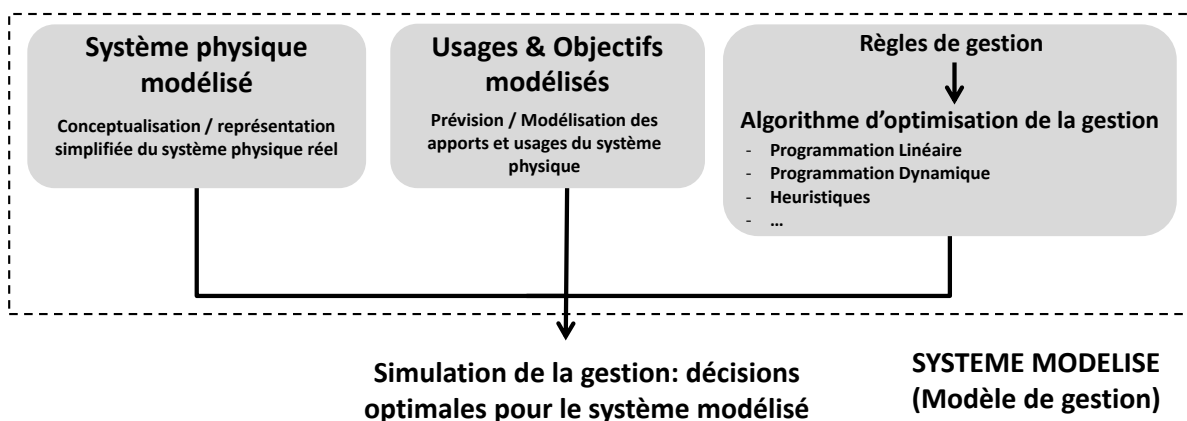 Système physique
modélisé
Conceptualisation / représentation
simplifiée du système physique réel
Usages & Objectifs
modélisés
Prévision / Modélisation des
apports et usages du système
physique
Règles de gestion
Algorithme d’optimisation de la gestion
- Programmation Linéaire
- Programmation Dynamique
- Heuristiques
- …
Simulation de la gestion: décisions
optimales pour le système modélisé
SYSTEME MODELISE
(Modèle de gestion)